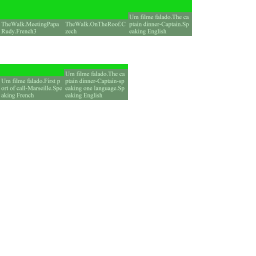 TheWalk.MeetingPapa
Rudy.French3
TheWalk.OnTheRoof.C
zech
Um filme falado.The ca
ptain dinner-Captain.Sp
eaking English
Um filme falado.First p
ort of call-Marseille.Spe
aking French
Um filme falado.The ca
ptain dinner-Captain-sp
eaking one language.Sp
eaking English